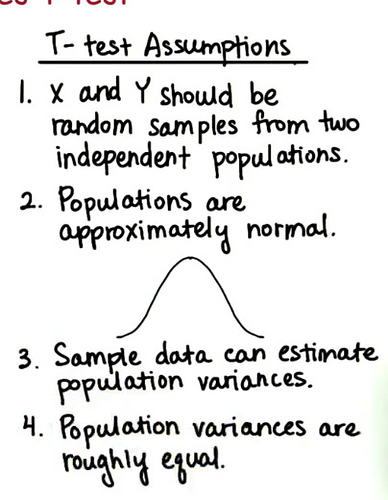 T-test Assumptions
1. X and Y should be
random samples from two
independent populations.
2. Populations are
approximately normal.
3. Sample data can estimate
population variances.
4. Population variances are
roughly equal.